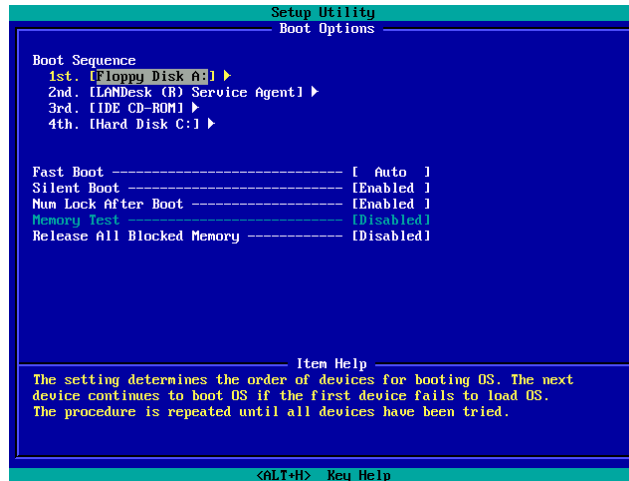 Setup Utility
Boot Options
Boot Sequence
1st. [Floppy Disk A:]
2nd. [LANDesk (R) Service Agent]
3rd. [IDE CD-ROM]
4th. [Hard Disk C:]
Fast Boot ----------------------------- [ Auto ]
Silent Boot --------------------------- [Enabled ]
Num Lock After Boot ------------------- [Enabled ]
Memory Test --------------------------- [Disabled]
Release All Blocked Memory ------------ [Disabled]
Item Help
The setting determines the order of devices for booting OS. The next
device continues to boot OS if the first device fails to load OS.
The procedure is repeated until all devices have been tried.
<ALT+H> Key Help